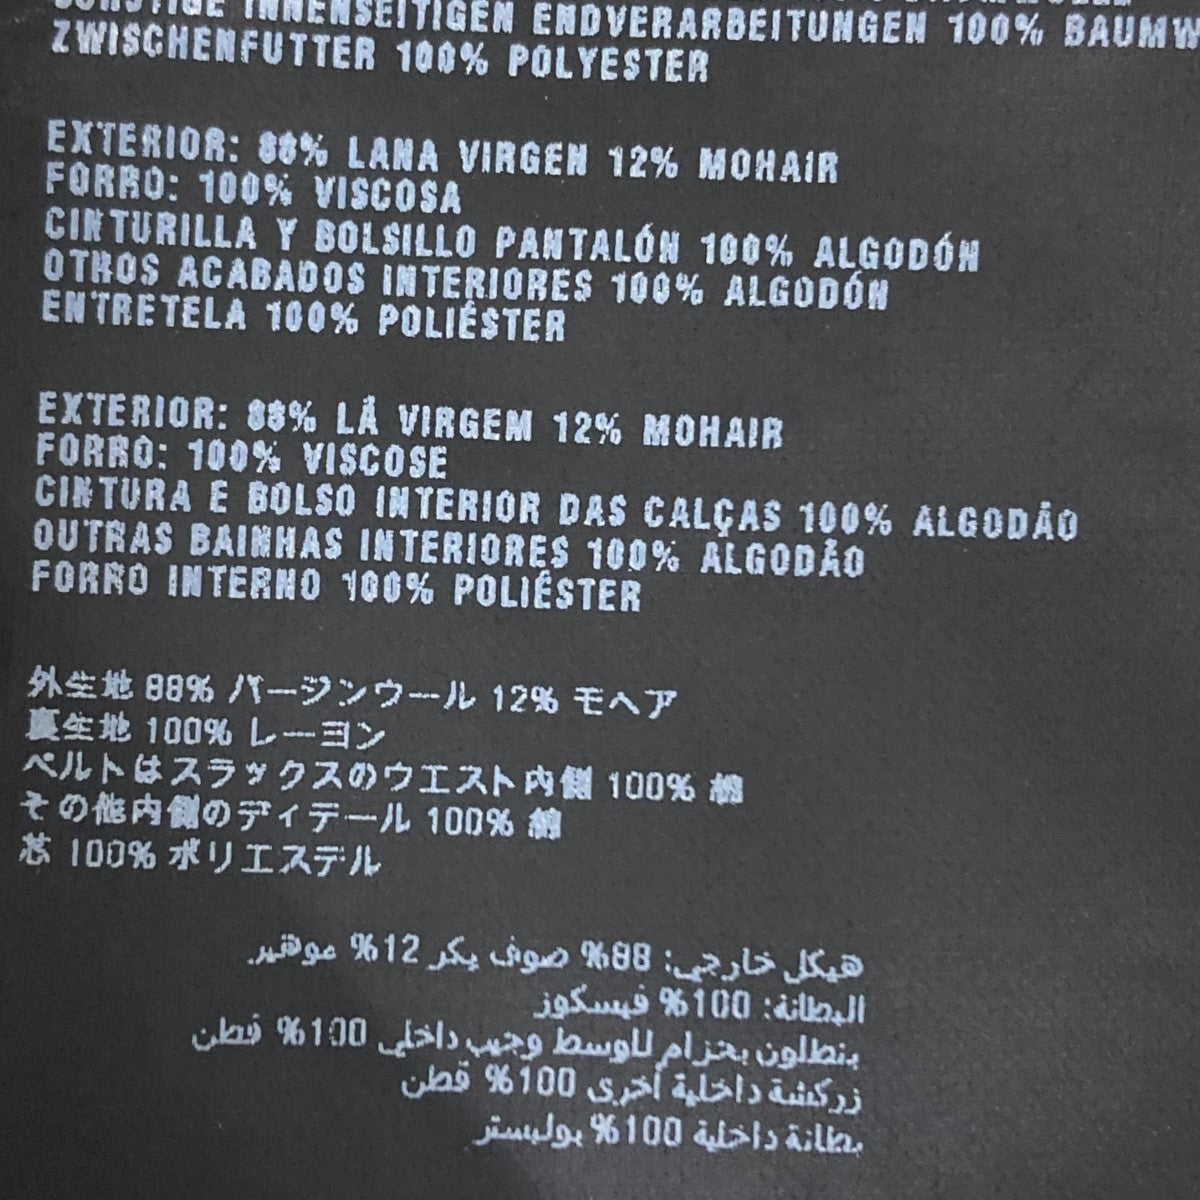 INNENSEITIGEN ENDVERARBEITUNGEN 100% BAUMW
ZWISCHENFUTTER 100% POLYESTER
EXTERIOR: 88% LANA VIRGEN 12% MOHAIR
FORRO: 100% VISCOSA
CINTURILLA Y BOLSILLO PANTALÓN 100% ALGODÓN
OTROS ACABADOS INTERIORES 100% ALGODÓN
ENTRETELA 100% POLIÉSTER
EXTERIOR: 88% LÃ VIRGEM 12% MOHAIR
FORRO: 100% VISCOSE
CINTURA E BOLSO INTERIOR DAS CALÇAS 100% ALGODÃO
OUTRAS BAINHAS INTERIORES 100% ALGODÃO
FORRO INTERNO 100% POLIÉSTER
外生地 88% バージンウール 12% モヘア
裏生地 100% レーヨン
ベルトはスラックスのウエスト内側 100% 綿
その他内側のディテール 100% 綿
芯 100% ポリエステル
هيكل خارجي: 88% صوف بكر 12% موهير.
البطانة: 100% فيسكوز
بنطلون بحزام للوسط وجيب داخلي 100% قطن
زركشة داخلية أخرى 100% قطن
بطانة داخلية 100% بوليستر